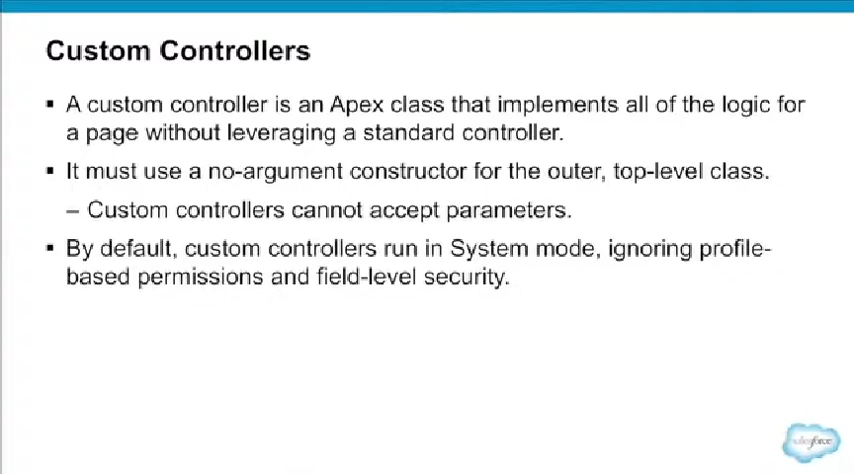 Custom Controllers
▪ A custom controller is an Apex class that implements all of the logic for
a page without leveraging a standard controller.
▪ It must use a no-argument constructor for the outer, top-level class.
– Custom controllers cannot accept parameters.
▪ By default, custom controllers run in System mode, ignoring profile-
based permissions and field-level security.
salesforce